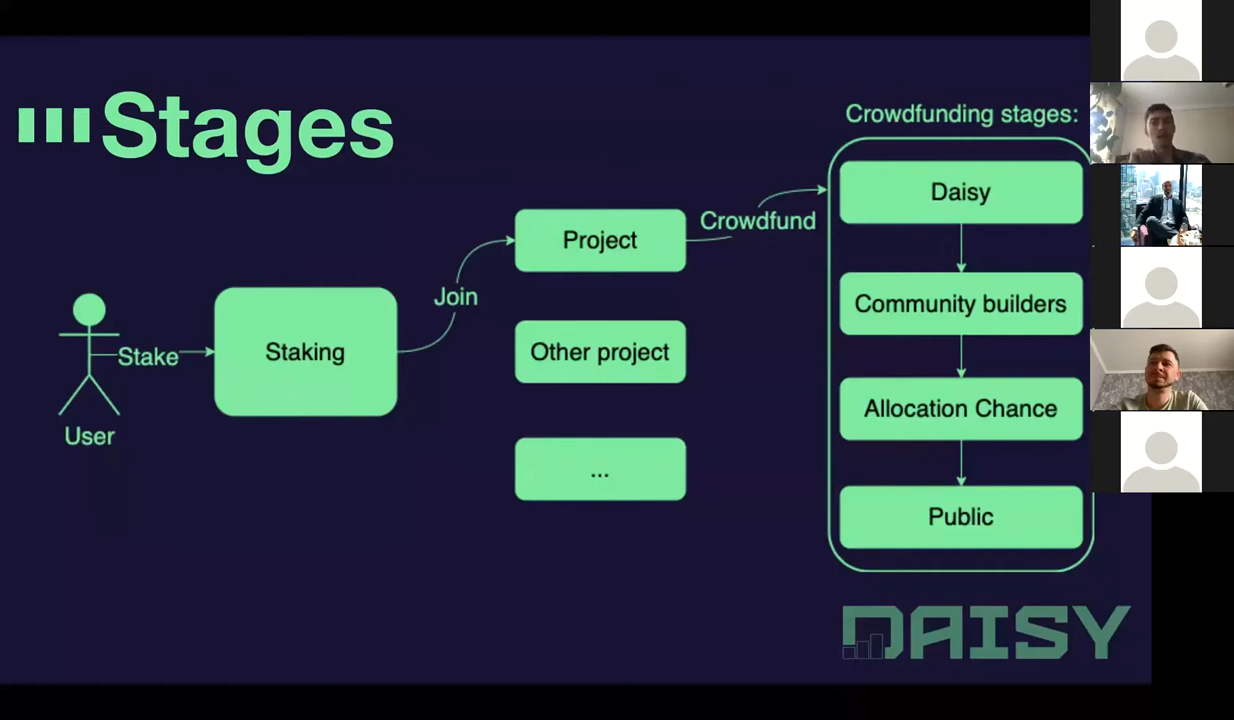 Stages
Crowdfunding stages:
Daisy
Project
Crowdfund
Join
Community builders
Stake
Staking
Other project
Allocation Chance
User
...
Public
DAISY